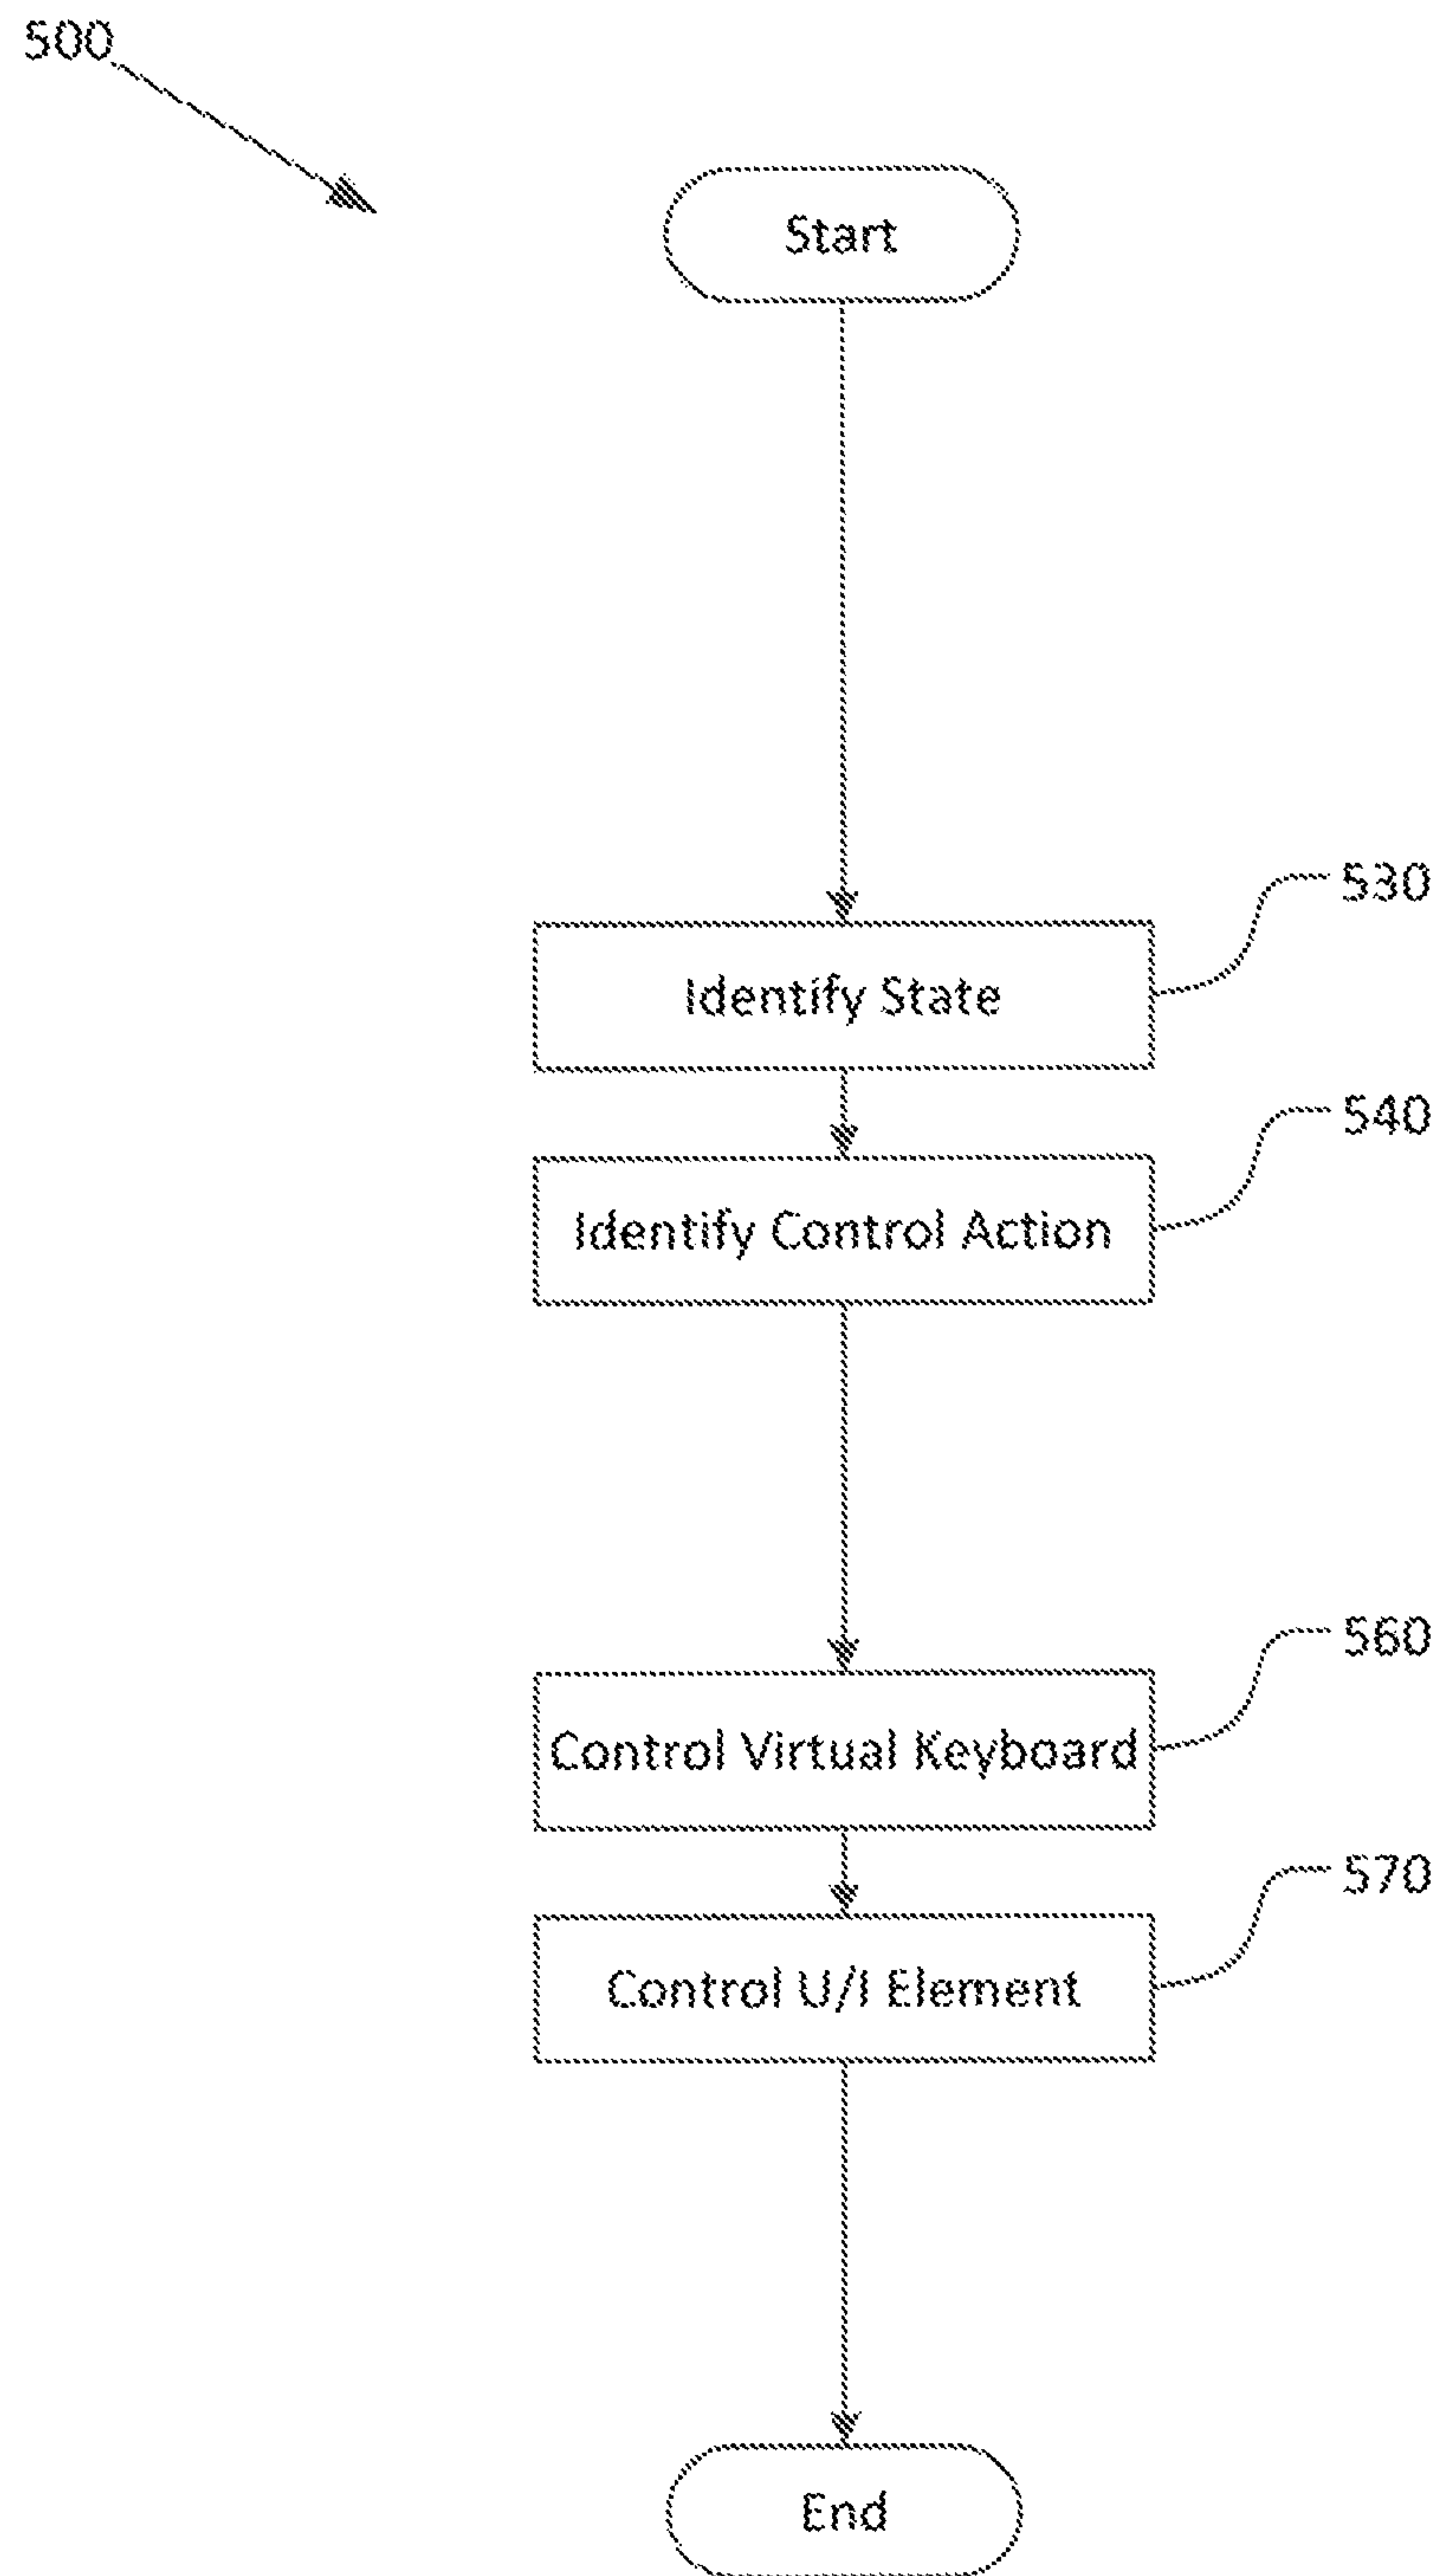 500
Start
530
Identify State
540
Identify Control Action
560
Control Virtual Keyboard
570
Control U/I Element
End